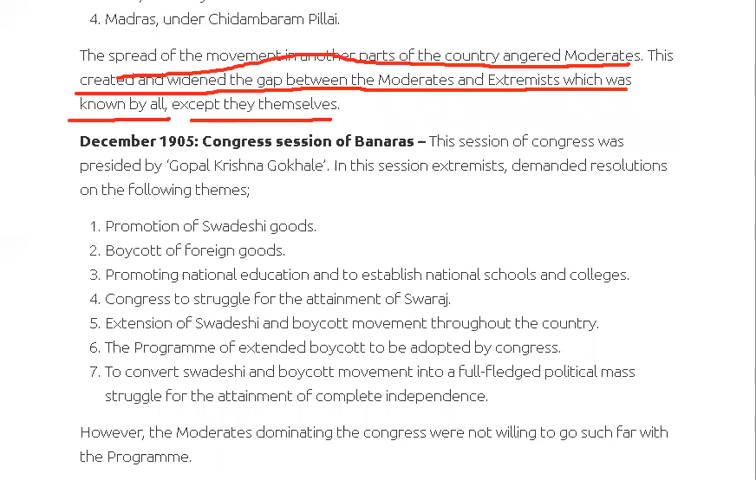 4. Madras, under Chidambaram Pillai.
The spread of the movement in another parts of the country angered Moderates. This
created and widened the gap between the Moderates and Extremists which was
known by all, except they themselves.
December 1905: Congress session of Banaras – This session of congress was
presided by ‘Gopal Krishna Gokhale’. In this session extremists, demanded resolutions
on the following themes;
1. Promotion of Swadeshi goods.
2. Boycott of foreign goods.
3. Promoting national education and to establish national schools and colleges.
4. Congress to struggle for the attainment of Swaraj.
5. Extension of Swadeshi and boycott movement throughout the country.
6. The Programme of extended boycott to be adopted by congress.
7. To convert swadeshi and boycott movement into a full-fledged political mass
struggle for the attainment of complete independence.
However, the Moderates dominating the congress were not willing to go such far with
the Programme.